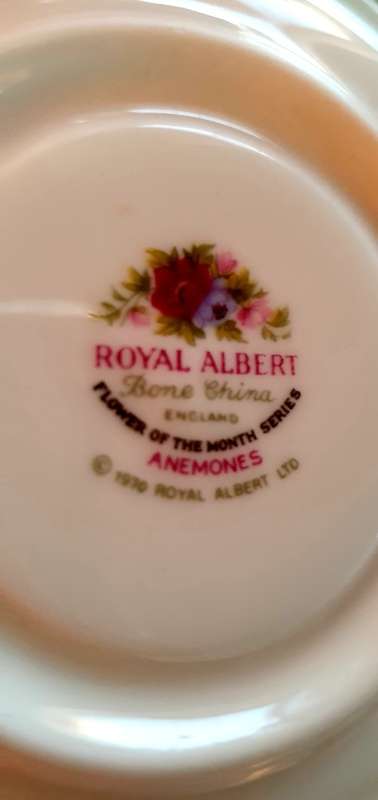 ROYAL ALBERT
Bone China
ENGLAND
FLOWER OF THE MONTH SERIES
ANEMONES
© 1970 ROYAL ALBERT LTD